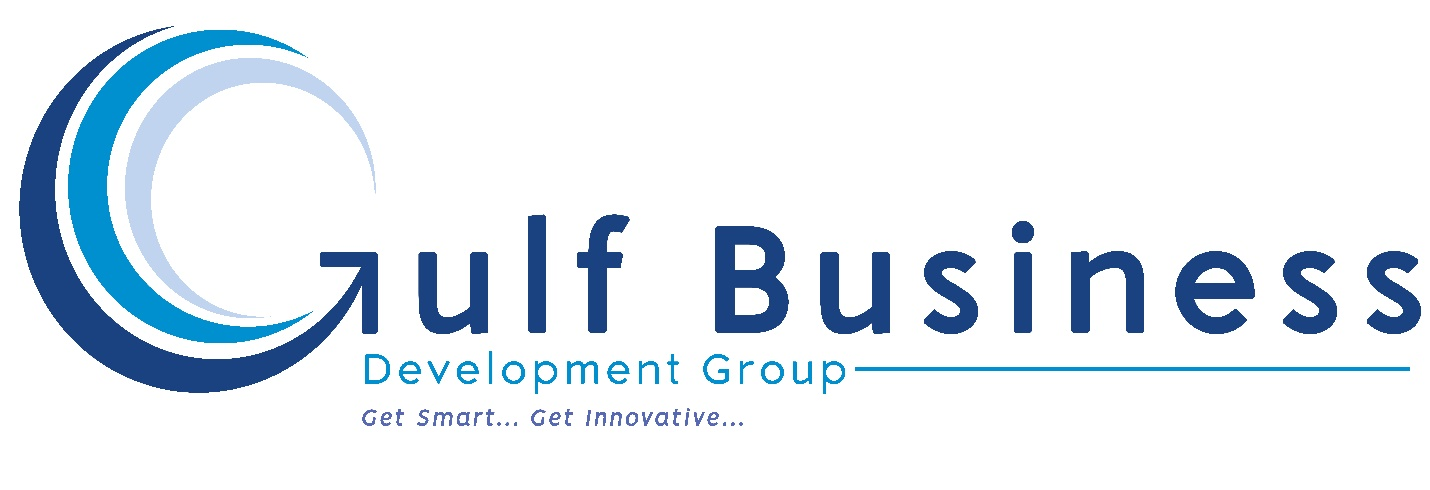 Gulf Business
Development Group
Get Smart... Get Innovative...